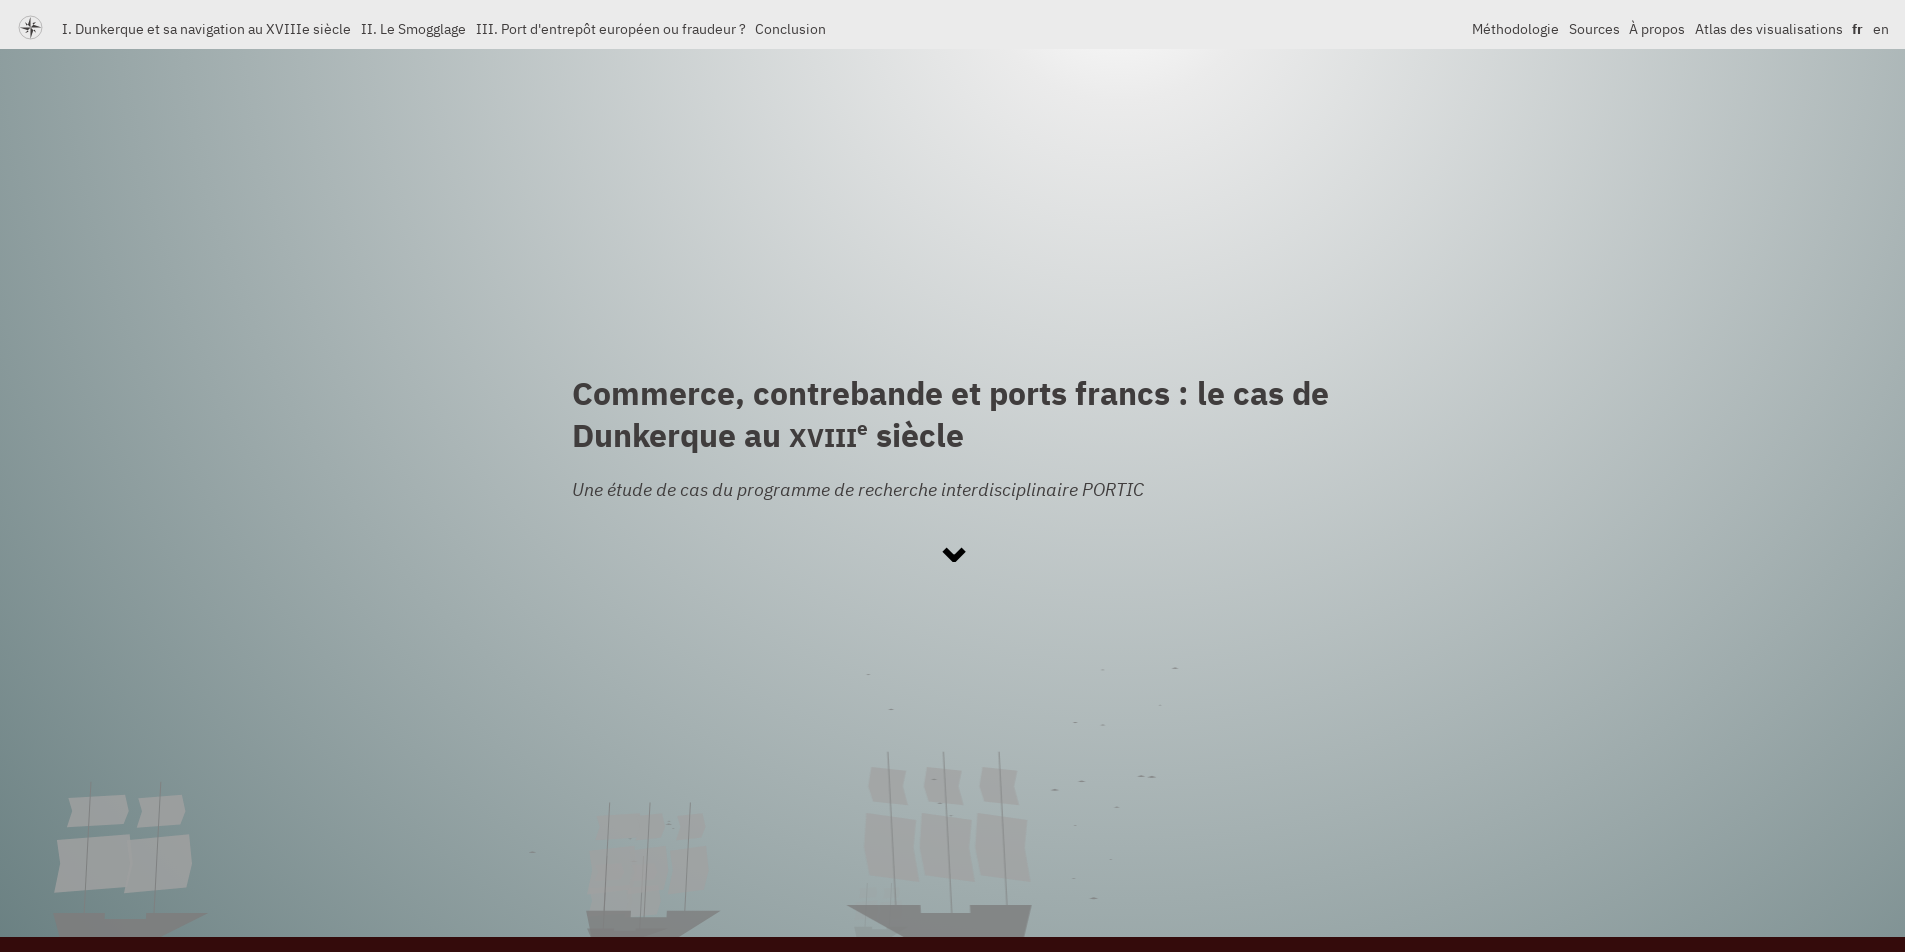 I. Dunkerque et sa navigation au XVIIIe siècle II. Le Smogglage III. Port d'entrepôt européen ou fraudeur ? Conclusion Méthodologie Sources À propos Atlas des visualisations fr en
Commerce, contrebande et ports francs : le cas de
Dunkerque au XVIIIe siècle
Une étude de cas du programme de recherche interdisciplinaire PORTIC